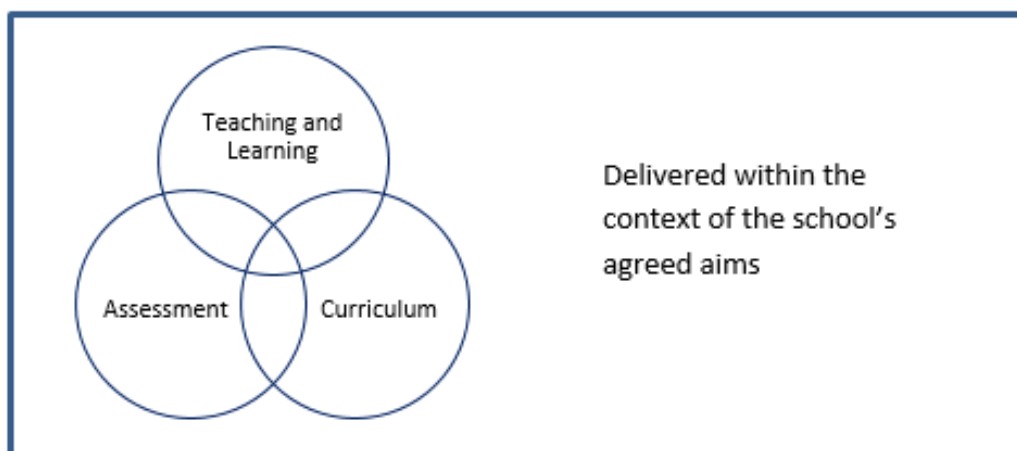 Teaching and
Learning
Delivered within the
context of the school’s
agreed aims
Assessment
Curriculum